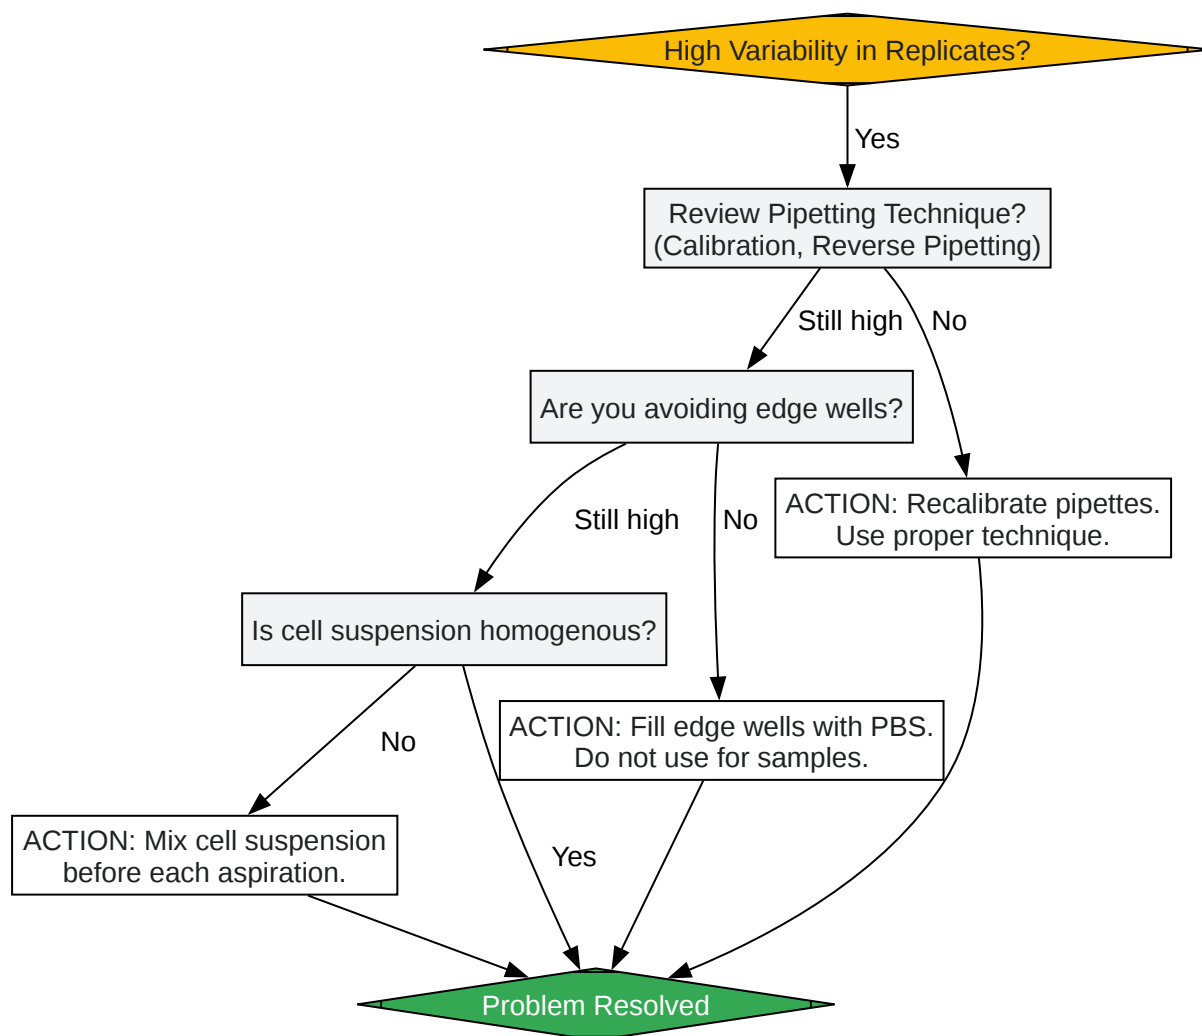 High Variability in Replicates?
Yes
Review Pipetting Technique?
(Calibration, Reverse Pipetting)
Still high
No
Are you avoiding edge wells?
ACTION: Recalibrate pipettes.
Use proper technique.
Still high
No
Is cell suspension homogenous?
ACTION: Fill edge wells with PBS.
Do not use for samples.
No
ACTION: Mix cell suspension
before each aspiration.
Yes
Problem Resolved